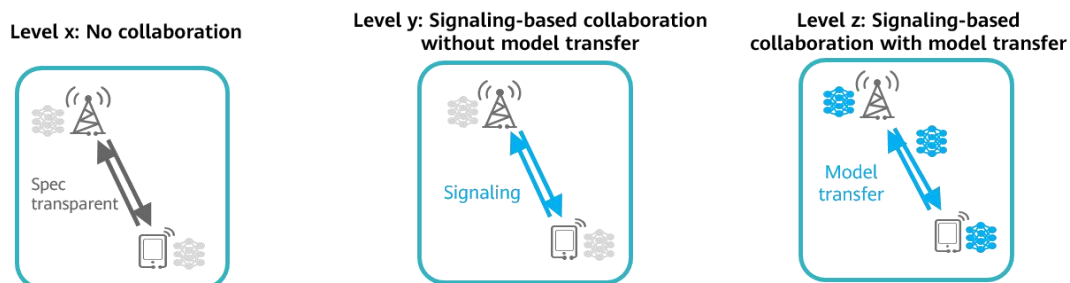 Level x: No collaboration
Level y: Signaling-based collaboration
without model transfer
Level z: Signaling-based
collaboration with model transfer
Spec
transparent
Signaling
Model
transfer